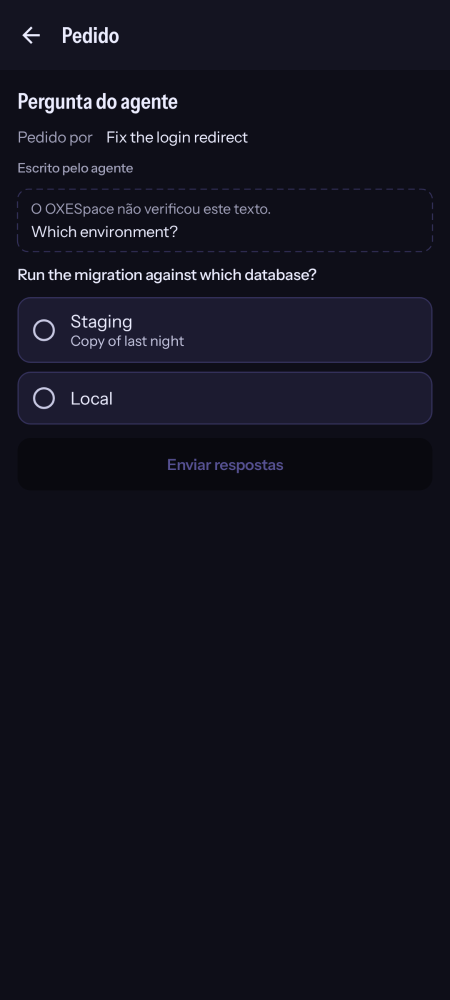 Pedido
Pergunta do agente
Pedido por Fix the login redirect
Escrito pelo agente
O OXESpace não verificou este texto.
Which environment?
Run the migration against which database?
Staging
Copy of last night
Local
Enviar respostas